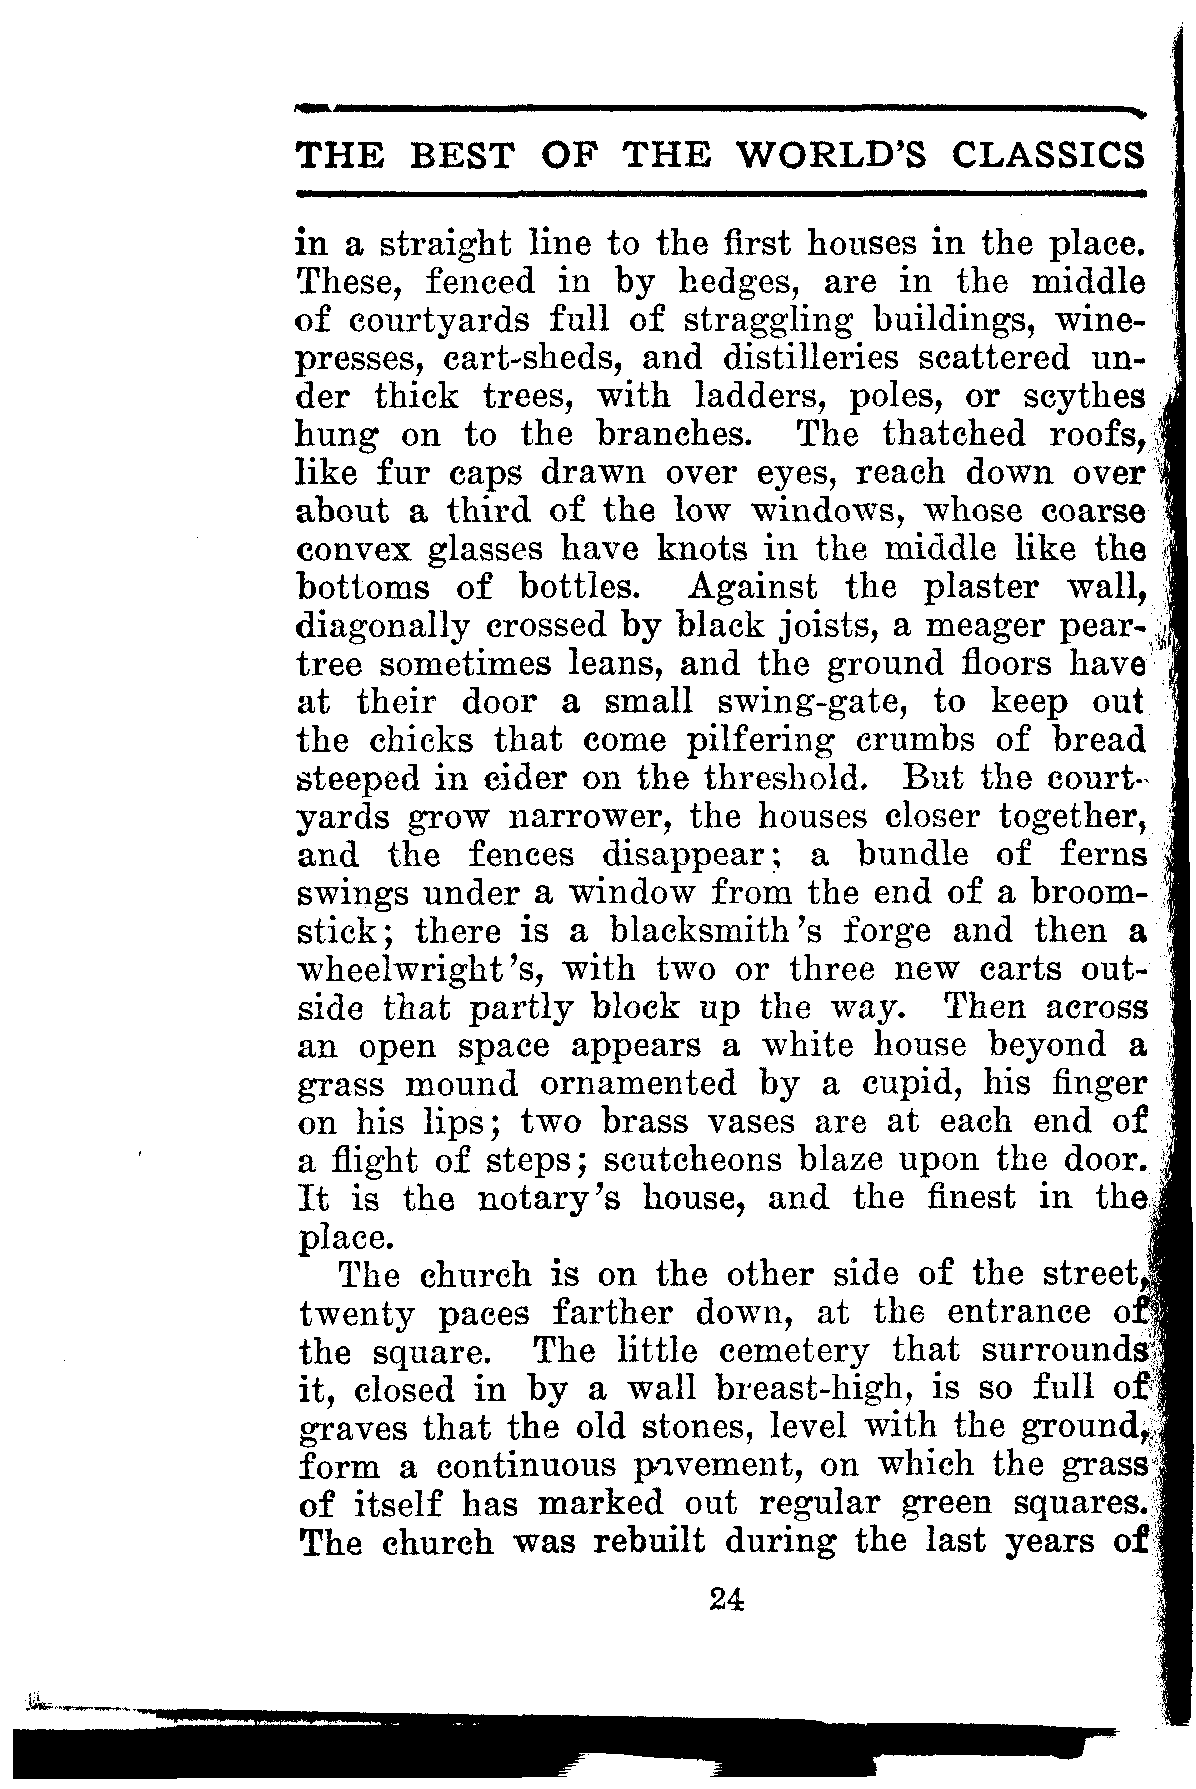 THE BEST OF THE WORLD'S CLASSICS
in a straight line to the first houses in the place.
These, fenced in by hedges, are in the middle
of courtyards full of straggling buildings, wine-
presses, cart-sheds, and distilleries scattered un-
der thick trees, with ladders, poles, or scythes
hung on to the branches. The thatched roofs,
like fur caps drawn over eyes, reach down over
about a third of the low windows, whose coarse
convex glasses have knots in the middle like the
bottoms of bottles. Against the plaster wall,
diagonally crossed by black joists, a meager pear-
tree sometimes leans, and the ground floors have
at their door a small swing-gate, to keep out
the chicks that come pilfering crumbs of bread
steeped in cider on the threshold. But the court-
yards grow narrower, the houses closer together,
and the fences disappear; a bundle of ferns
swings under a window from the end of a broom-
stick; there is a blacksmith's forge and then a
wheelwright's, with two or three new carts out-
side that partly block up the way. Then across
an open space appears a white house beyond a
grass mound ornamented by a cupid, his finger
on his lips; two brass vases are at each end of
a flight of steps; scutcheons blaze upon the door.
It is the notary's house, and the finest in the
place.
The church is on the other side of the street,
twenty paces farther down, at the entrance of
the square. The little cemetery that surrounds
it, closed in by a wall breast-high, is so full of
graves that the old stones, level with the ground,
form a continuous pavement, on which the grass
of itself has marked out regular green squares.
The church was rebuilt during the last years of
24